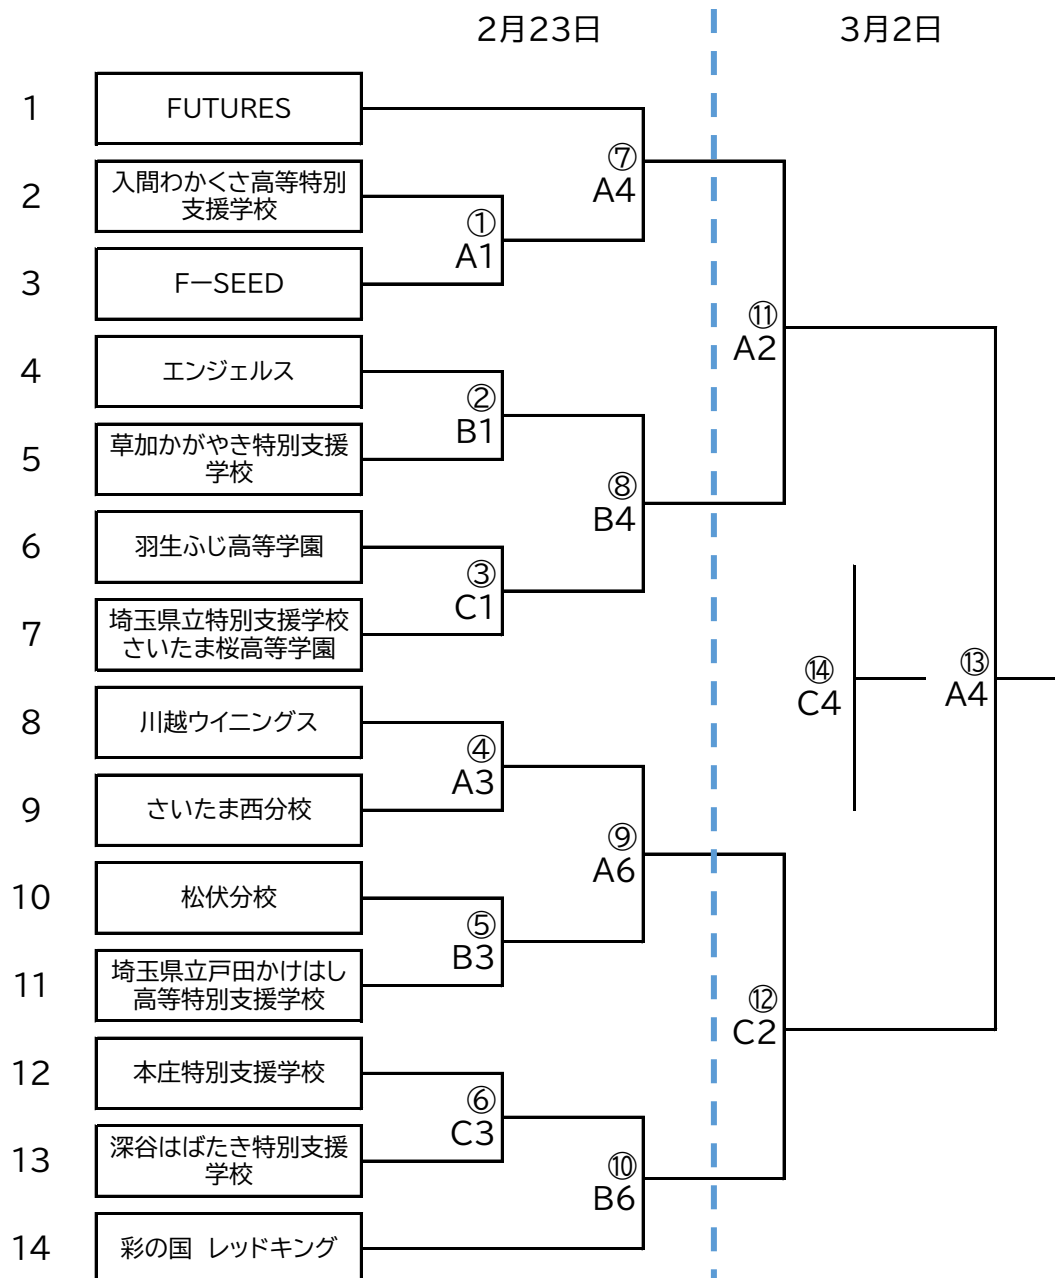 2月23日
3月2日
1
FUTURES
2
入間わかくさ高等特別
支援学校
3
FーSEED
4
エンジェルス
5
草加かがやき特別支援
学校
6
羽生ふじ高等学園
7
埼玉県立特別支援学校
さいたま桜高等学園
8
川越ウイニングス
9
さいたま西分校
10
松伏分校
11
埼玉県立戸田かけはし
高等特別支援学校
12
本庄特別支援学校
13
深谷はばたき特別支援
学校
14
彩の国 レッドキング
①
A1
②
B1
③
C1
④
A3
⑤
B3
⑥
C3
⑦
A4
⑧
B4
⑨
A6
⑩
B6
⑪
A2
⑫
C2
⑭
C4
⑬
A4